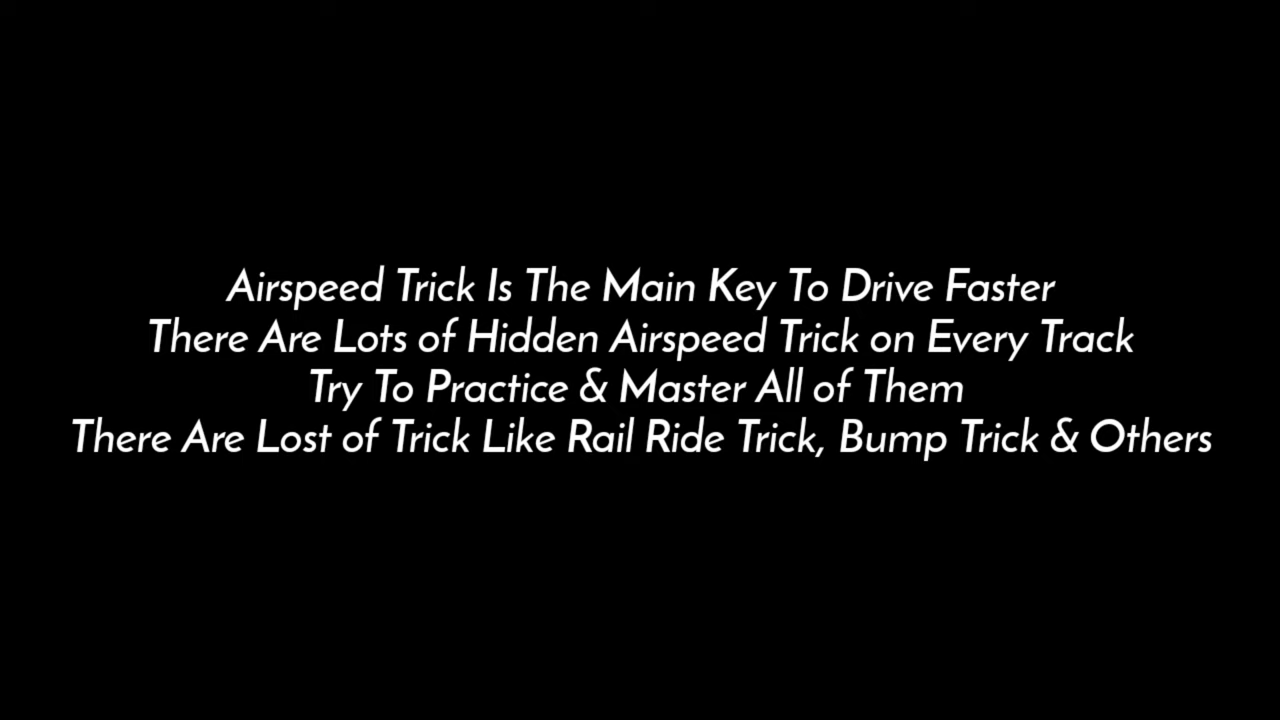 Airspeed Trick Is The Main Key To Drive Faster
There Are Lots of Hidden Airspeed Trick on Every Track
Try To Practice & Master All of Them
There Are Lost of Trick Like Rail Ride Trick, Bump Trick & Others